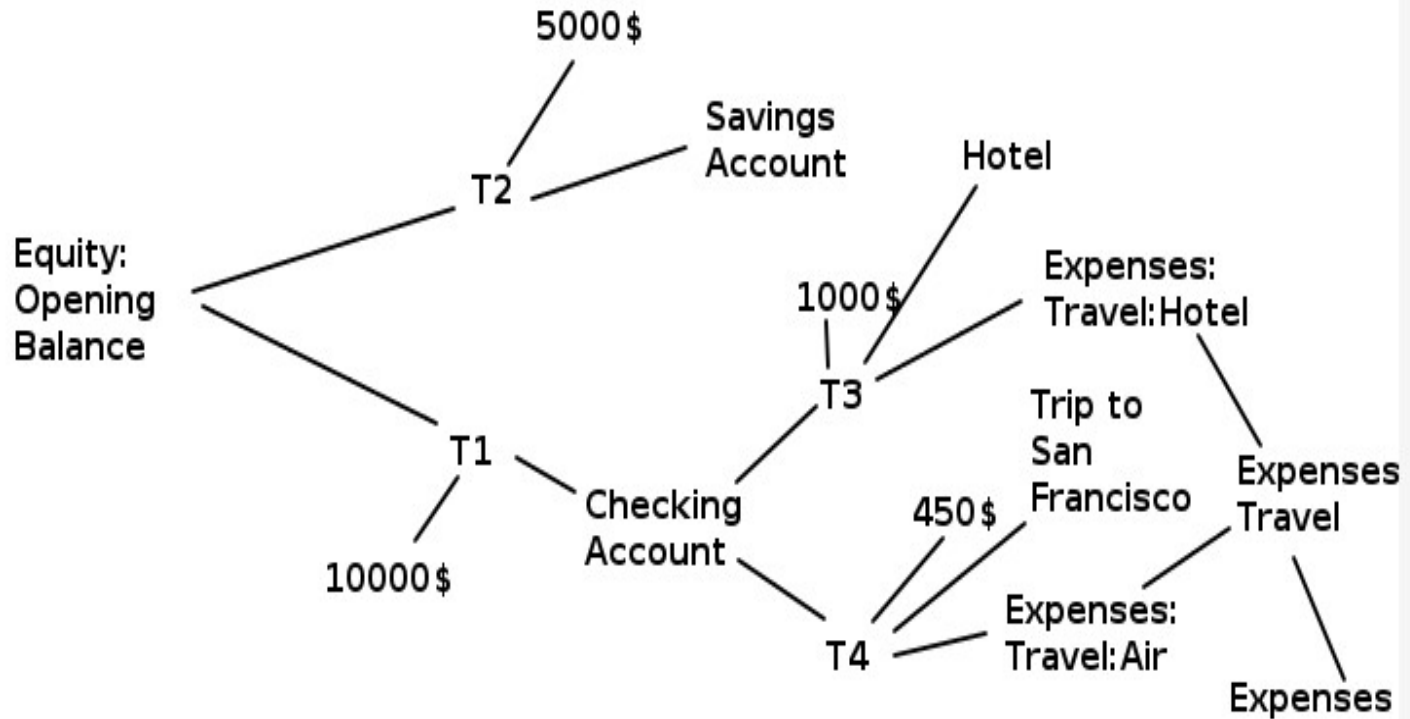 5000$
Savings
Account
T2
Hotel
Equity:
Opening
Balance
1000$
Expenses:
Travel:Hotel
T3
Trip to
San
Francisco
T1
Expenses
Travel
Checking
Account
450$
10000$
Expenses:
Travel:Air
T4
Expenses